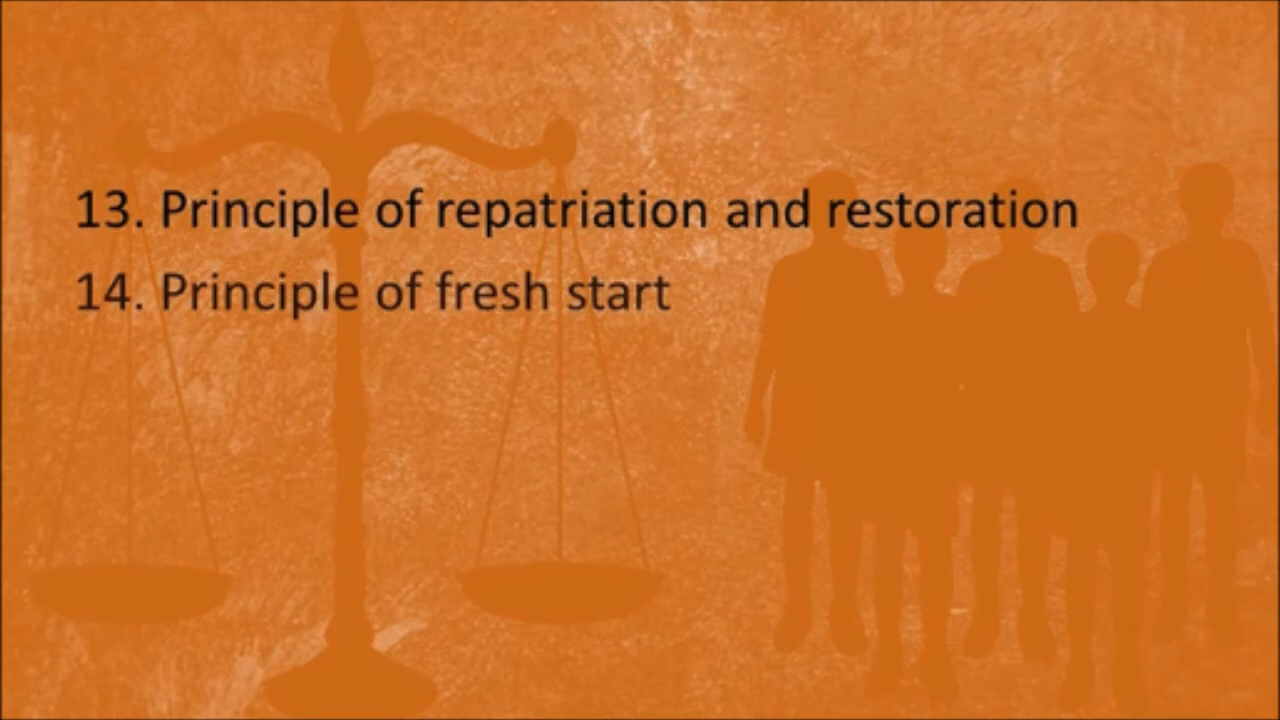 13. Principle of repatriation and restoration
14. Principle of fresh start